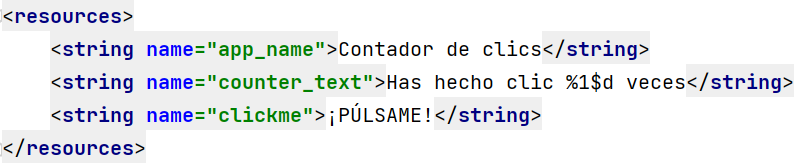 <resources>
    <string name="app_name">Contador de clics</string>
    <string name="counter_text">Has hecho clic %1$d veces</string>
    <string name="clickme">¡PÚLSAME!</string>
</resources>